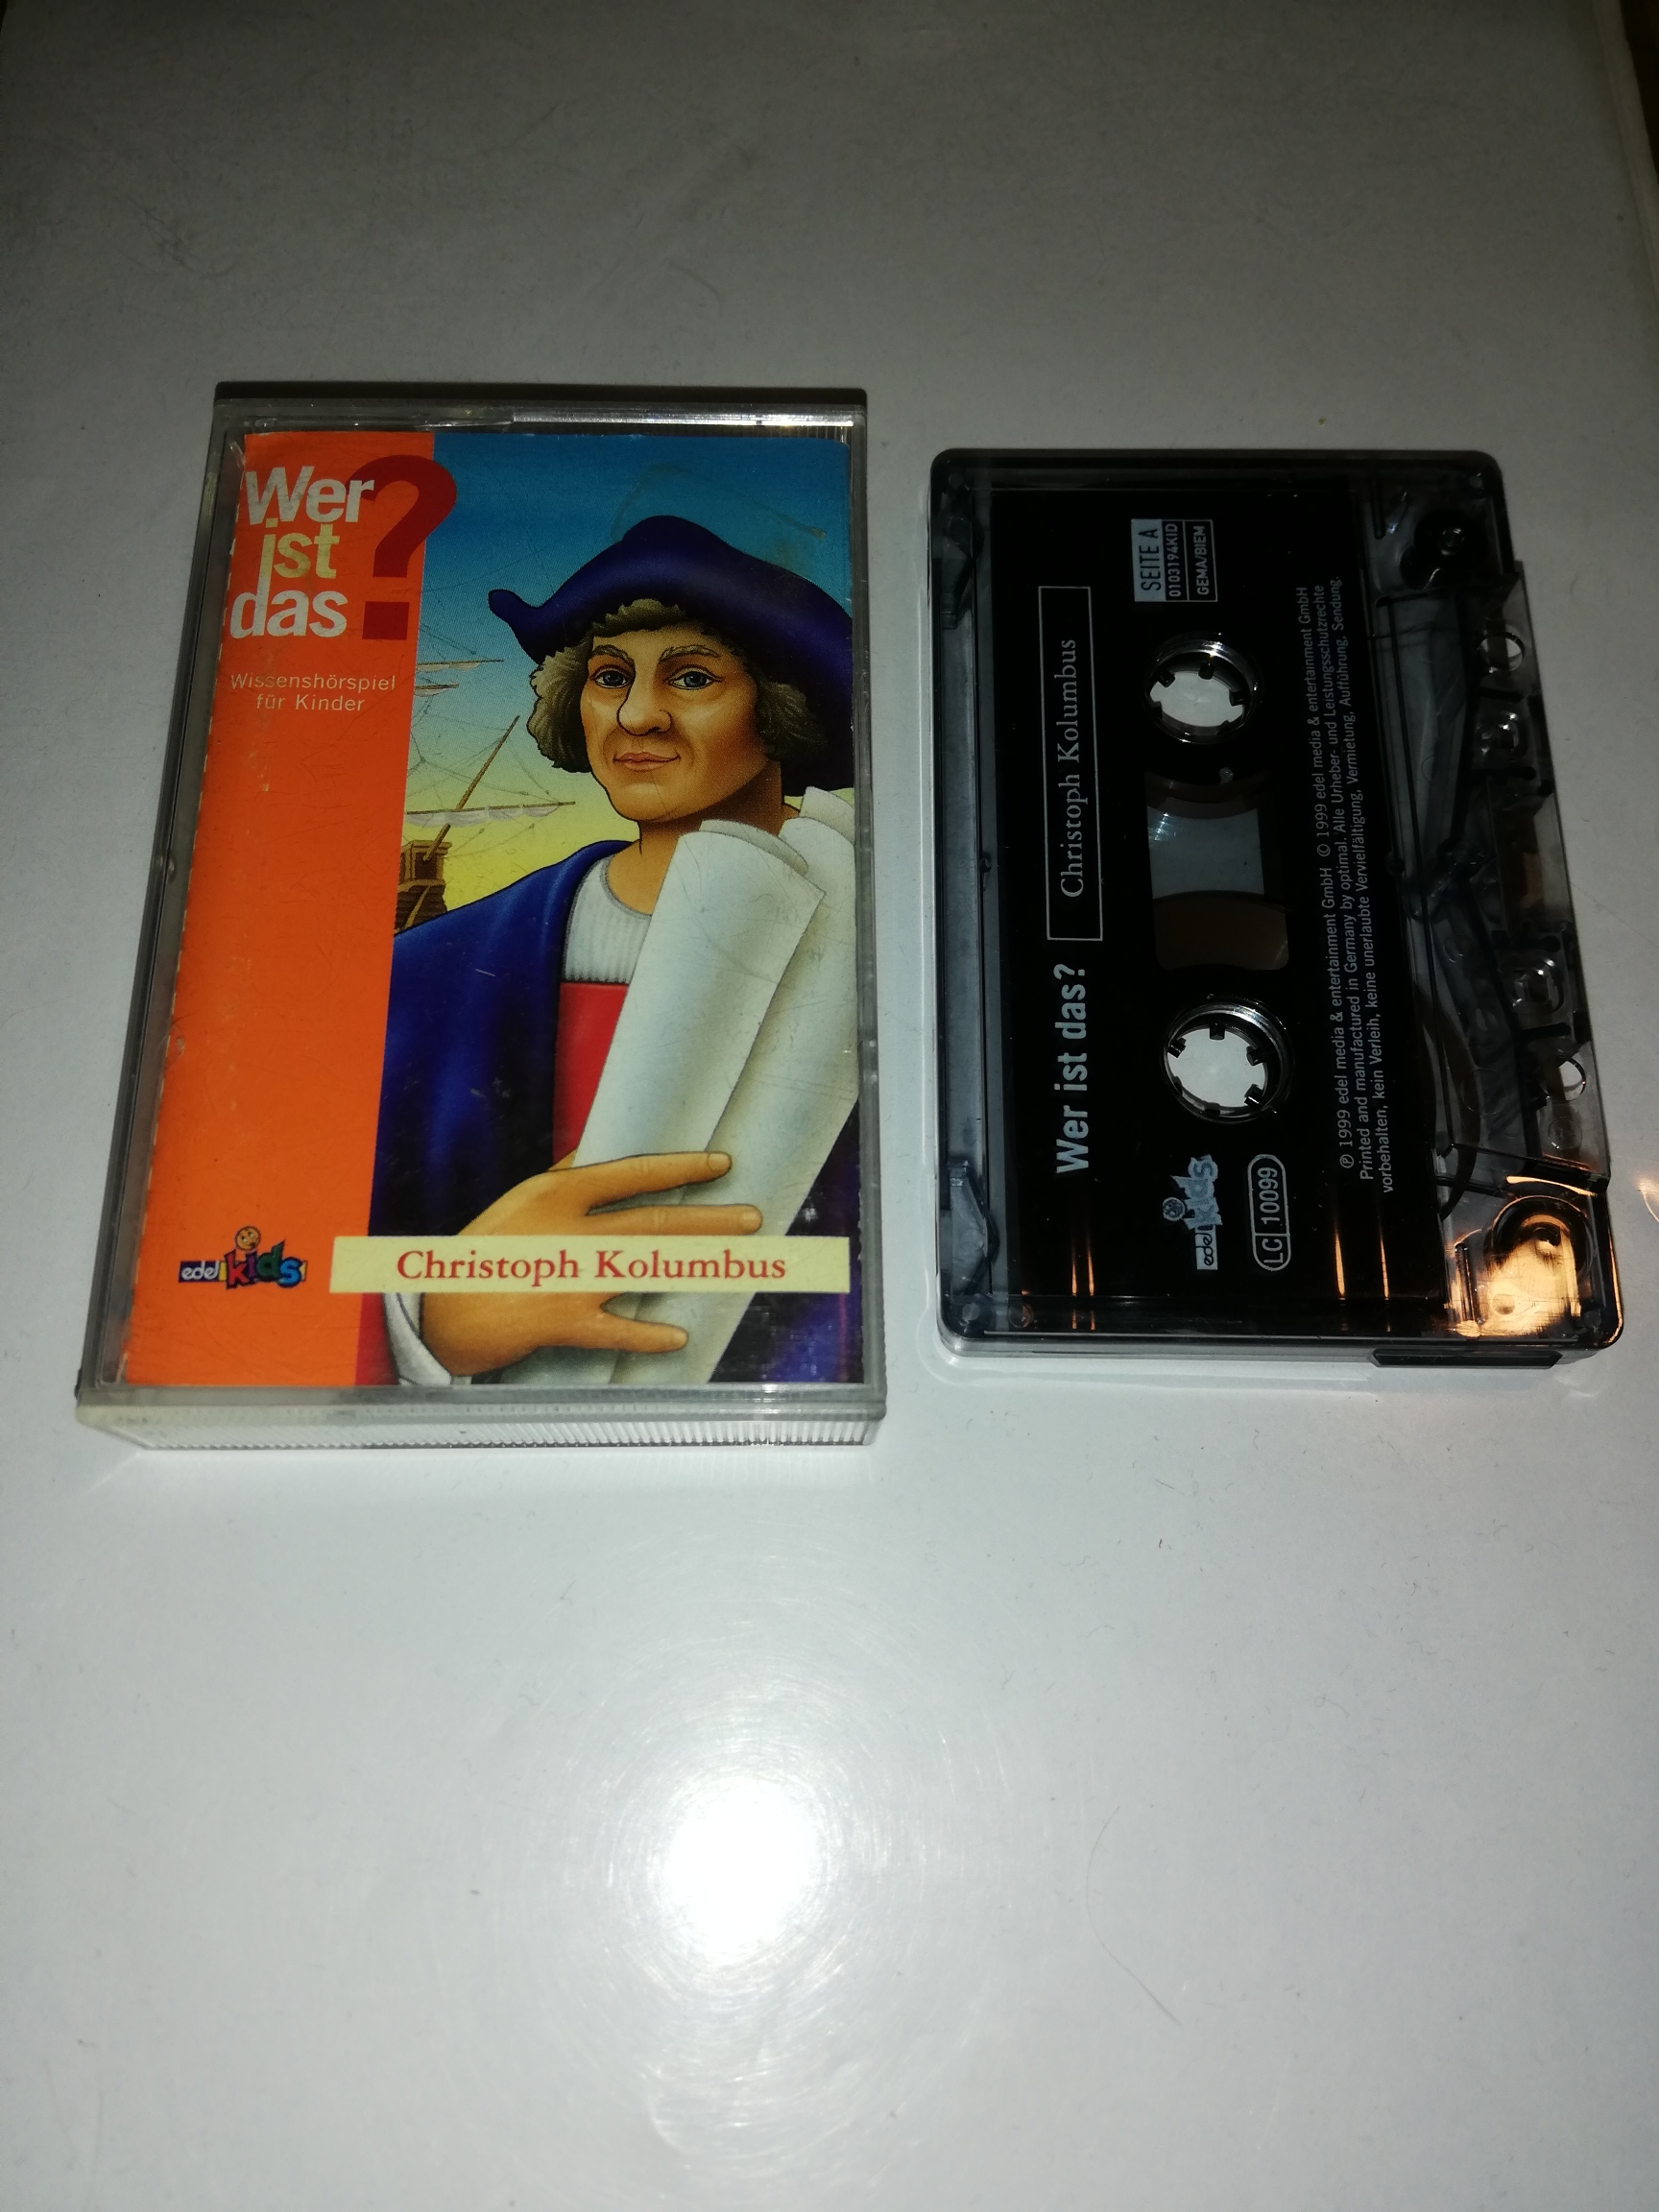 Wer
ist
das
?
Wissenshörspiel
für Kinder
edel kids
Christoph Kolumbus
Wer ist das?
Christoph Kolumbus
SEITE A
0103194KID
GEMA/BIEM
edel kids
LC 10099
℗ 1999 edel media & entertainment GmbH © 1999 edel media & entertainment GmbH
Printed and manufactured in Germany by optimal. Alle Urheber- und Leistungsschutzrechte
vorbehalten, kein Verleih, keine unerlaubte Vervielfältigung, Vermietung, Aufführung, Sendung.